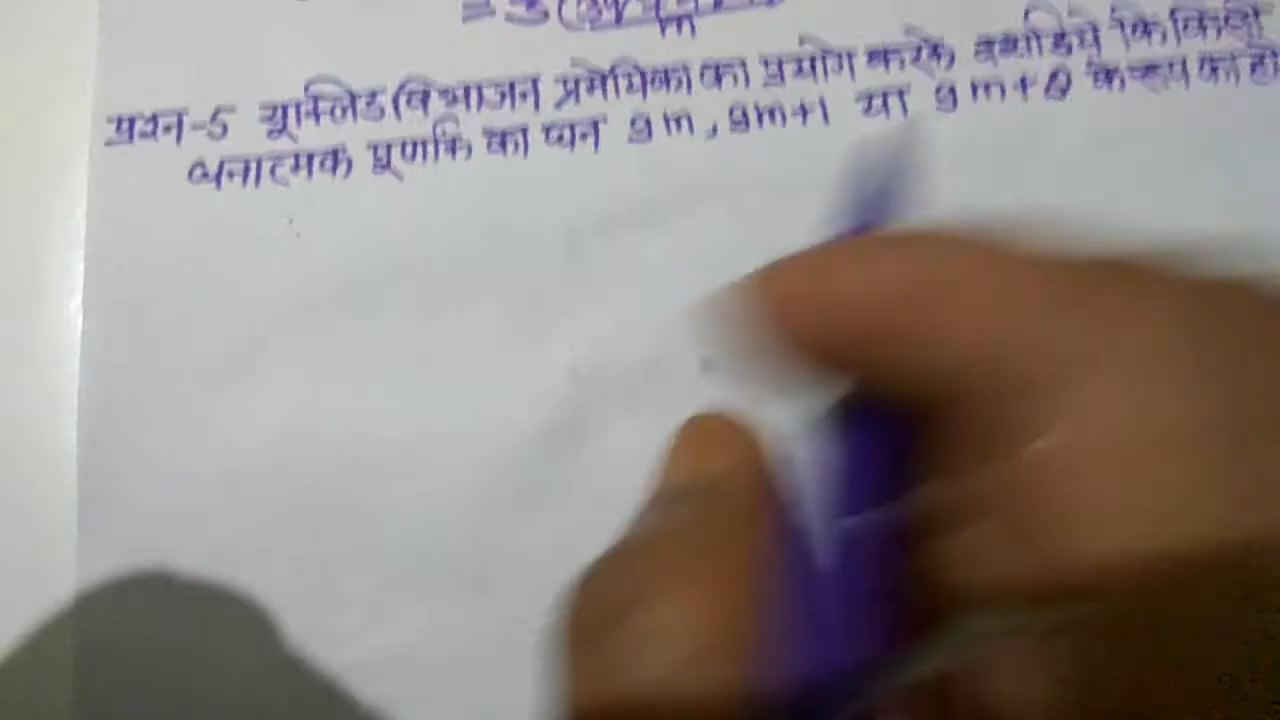 प्रश्न-5 यूक्लिड विभाजन प्रमेयिका का प्रयोग करके दर्शाइये कि किसी
धनात्मक पूर्णांक का घन 9m, 9m+1 या 9m+8 के रूप का हो